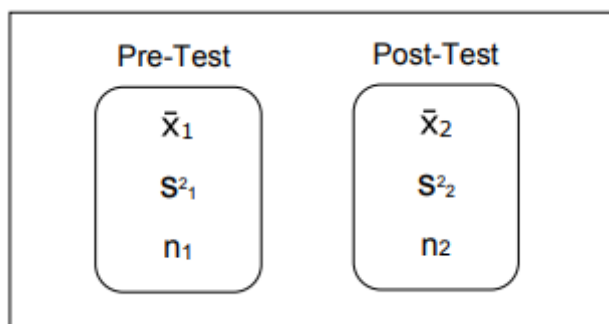 Pre-Test
x̄₁
s²₁
n₁
Post-Test
x̄₂
s²₂
n₂